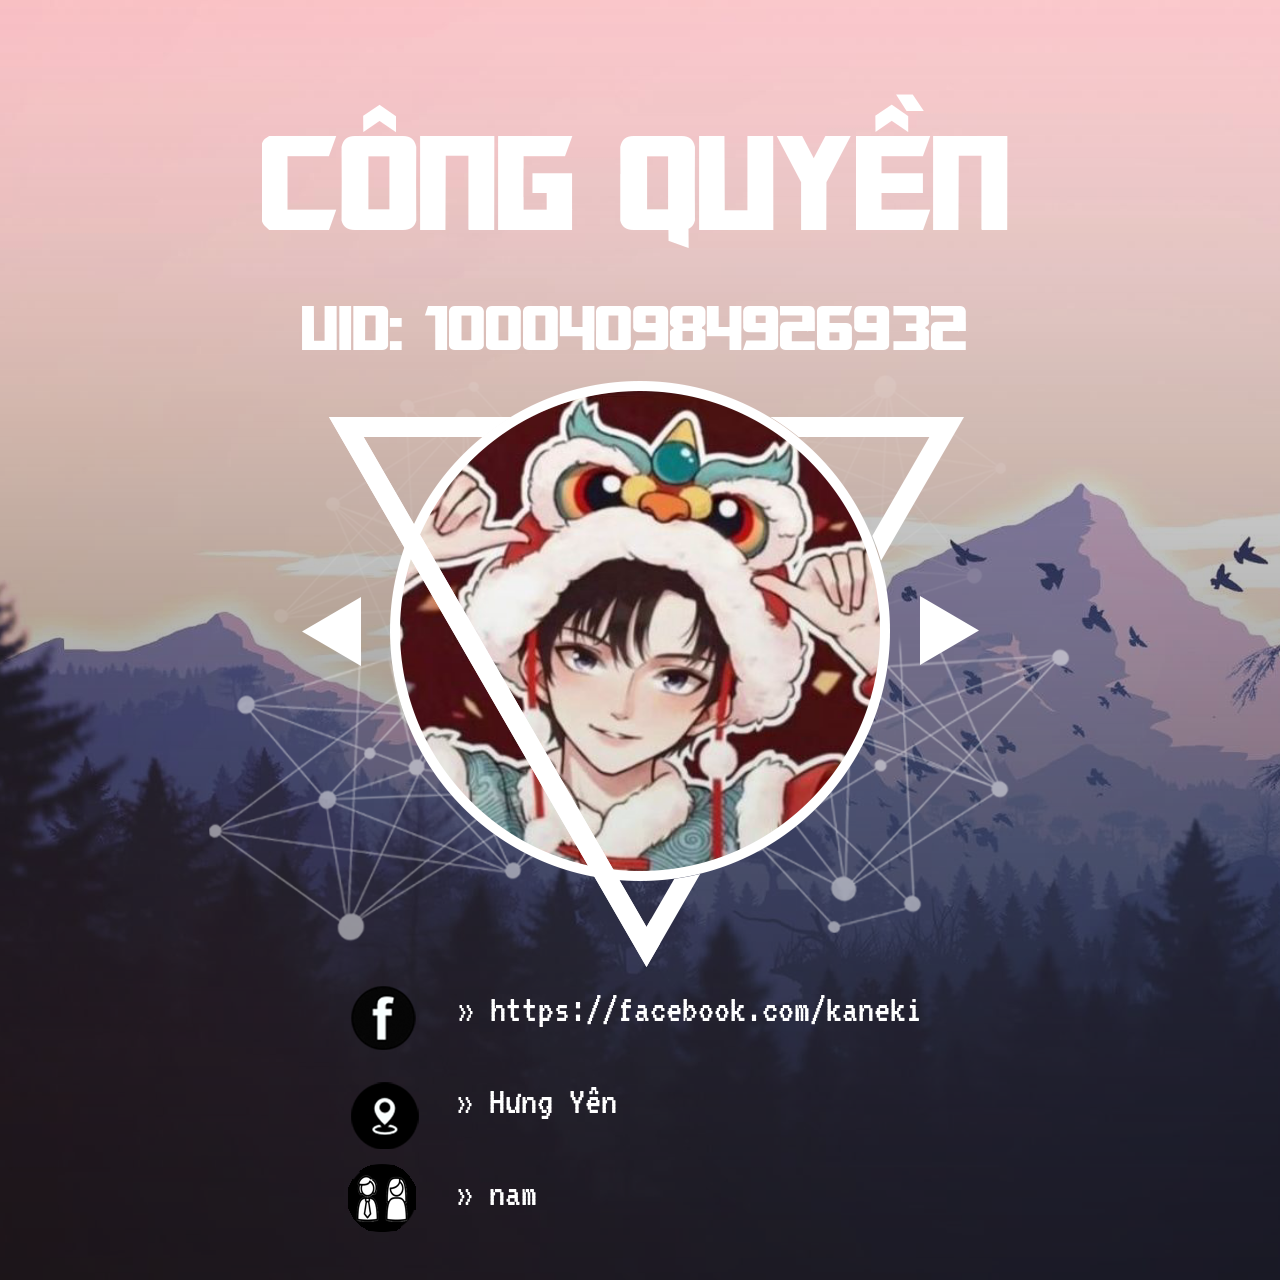 CÔNG QUYỀN
UID: 100040984926932
f » https://facebook.com/kaneki
» Hưng Yên
» nam